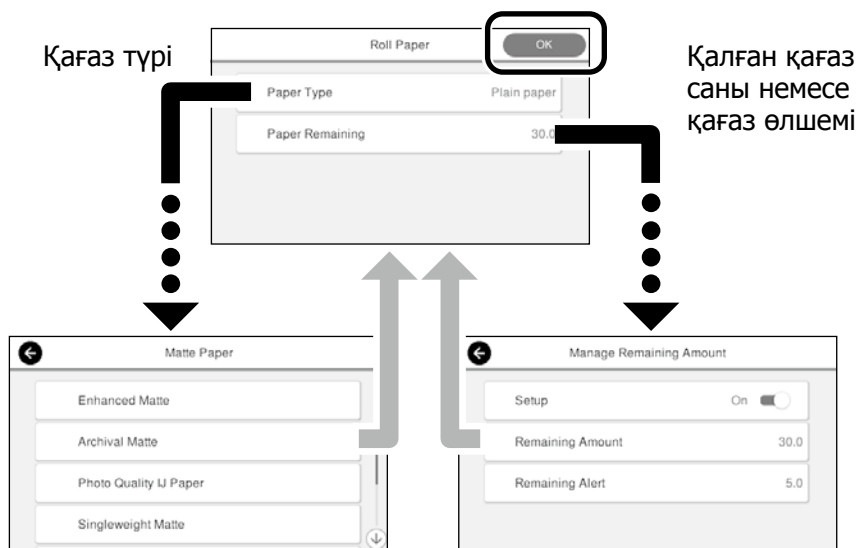 Қағаз түрі
Roll Paper
OK
Paper Type
Plain paper
Paper Remaining
30.0
Қалған қағаз
саны немесе
қағаз өлшемі
Matte Paper
Enhanced Matte
Archival Matte
Photo Quality IJ Paper
Singleweight Matte
Manage Remaining Amount
Setup
On
Remaining Amount
30.0
Remaining Alert
5.0